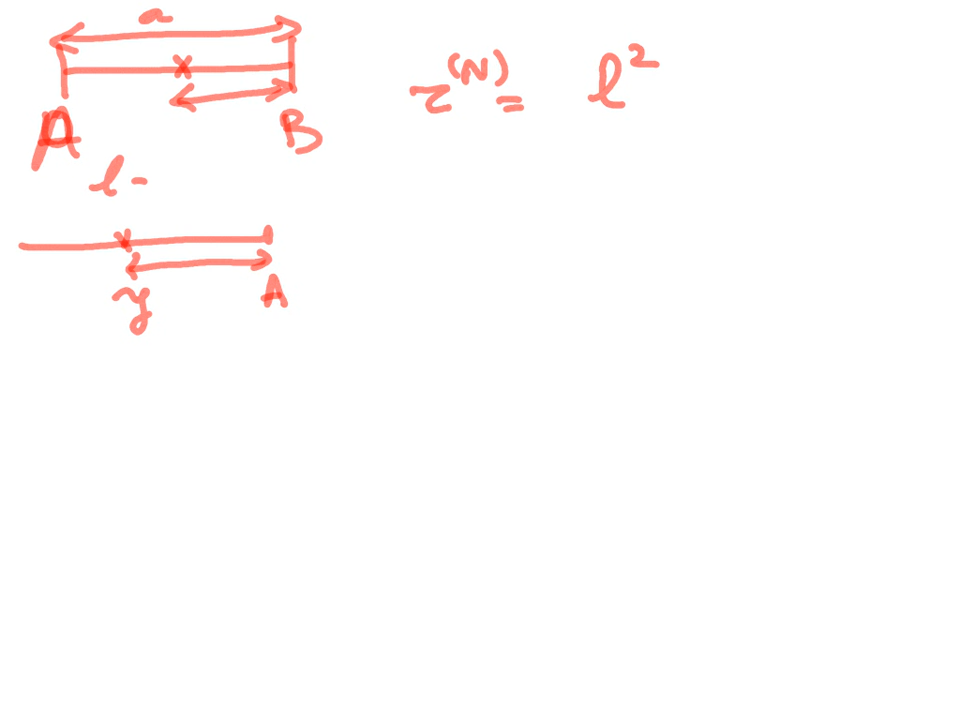 a
A B
τ^(N) = l^2
l -
y A